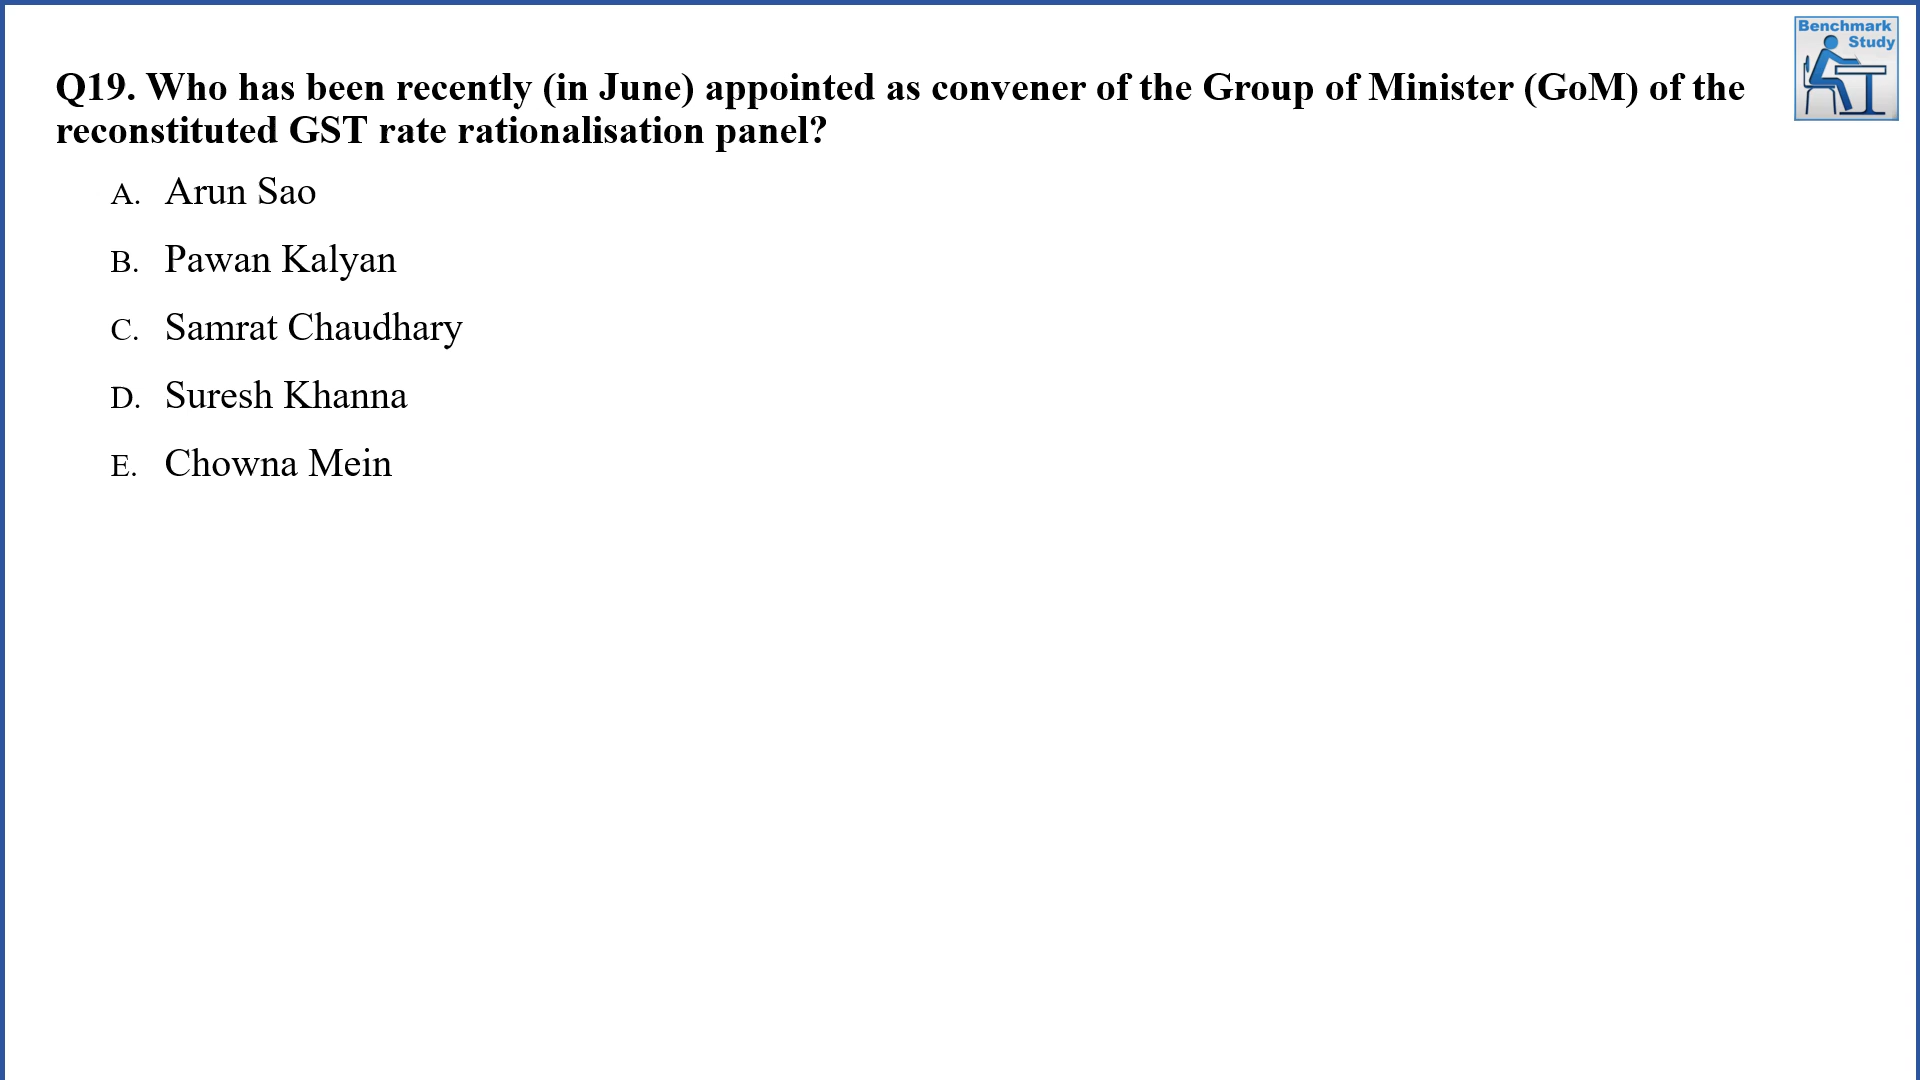 Benchmark
Study
Q19. Who has been recently (in June) appointed as convener of the Group of Minister (GoM) of the
reconstituted GST rate rationalisation panel?
A. Arun Sao
B. Pawan Kalyan
C. Samrat Chaudhary
D. Suresh Khanna
E. Chowna Mein